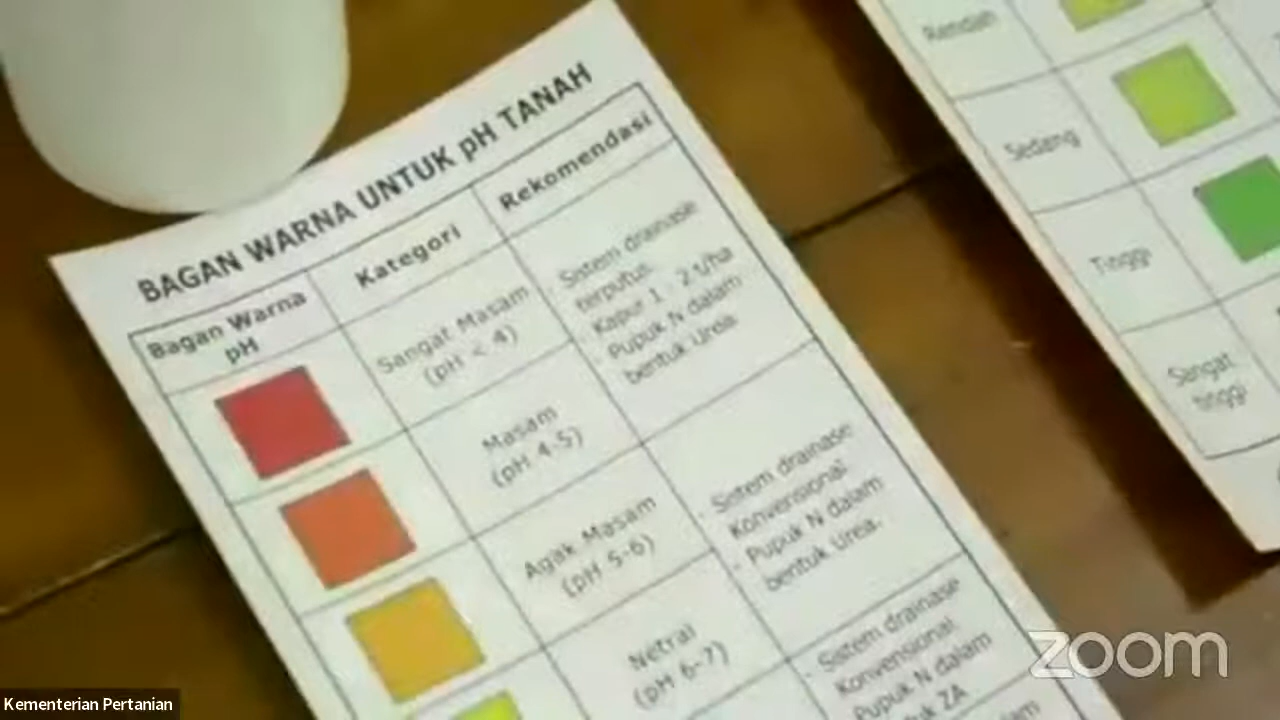 BAGAN WARNA UNTUK pH TANAH
Bagan Warna
pH
Kategori
Rekomendasi
Sangat Masam
(pH < 4)
- Sistem drainase
terputus.
- Kapur 1 - 2 t/ha
- Pupuk N dalam
bentuk Urea.
Masam
(pH 4-5)
Agak Masam
(pH 5-6)
- Sistem drainase
Konvensional
- Pupuk N dalam
bentuk Urea.
Netral
(pH 6-7)
- Sistem drainase
Konvensional
Pupuk N dalam
ZA
Rendah
Sedang
Tinggi
Sangat
tinggi
zoom
Kementerian Pertanian